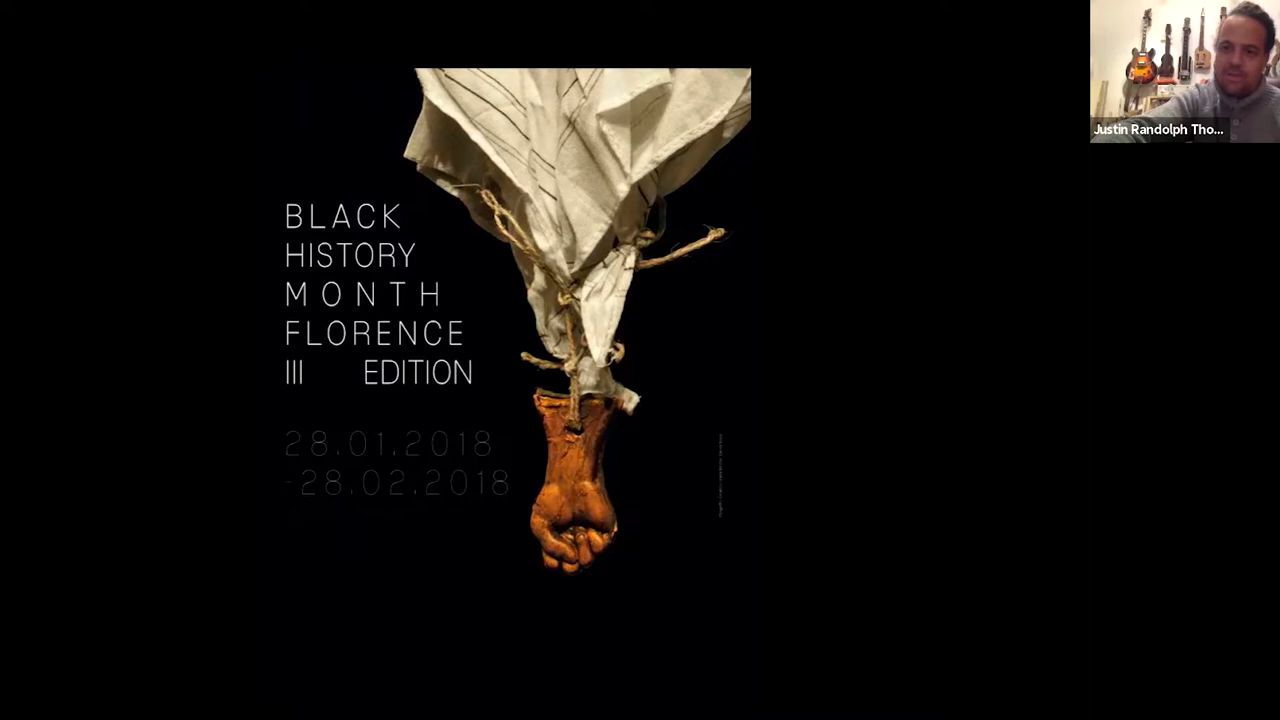 BLACK
HISTORY
MONTH
FLORENCE
III EDITION
28.01.2018
-28.02.2018
Justin Randolph Tho...